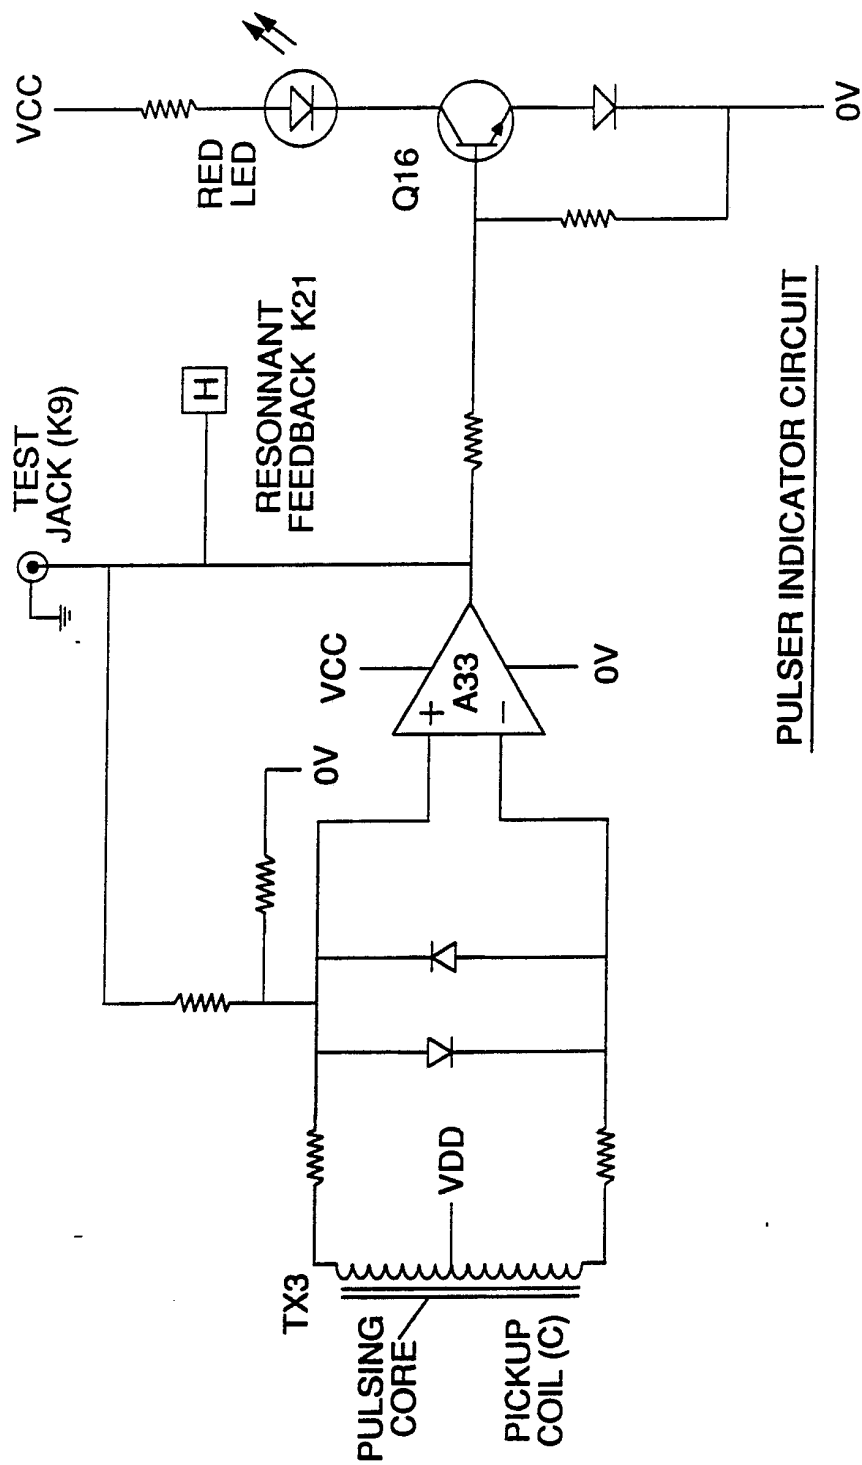 TEST
JACK (K9)
VCC
RED
LED
H
RESONNANT
FEEDBACK K21
Q16
0V
VCC
+
A33
−
0V
0V
TX3
PULSING
CORE
VDD
PICKUP
COIL (C)
PULSER INDICATOR CIRCUIT